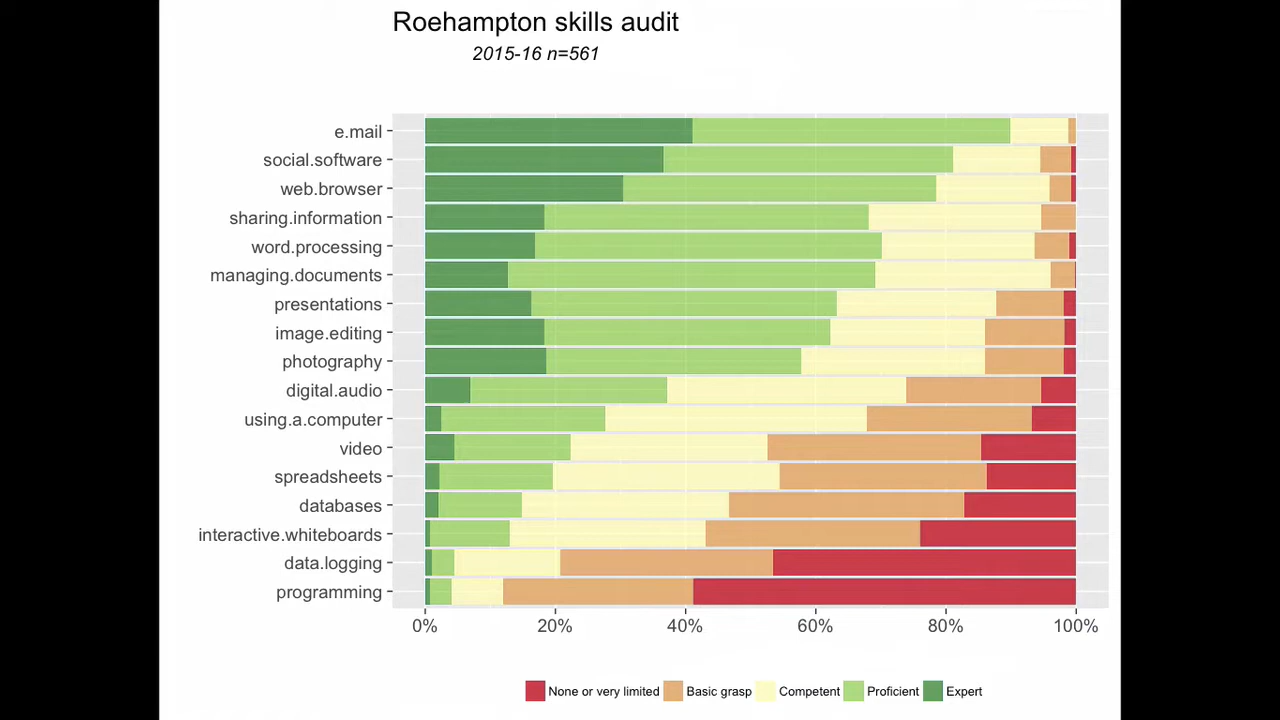 Roehampton skills audit
2015-16 n=561
e.mail
social.software
web.browser
sharing.information
word.processing
managing.documents
presentations
image.editing
photography
digital.audio
using.a.computer
video
spreadsheets
databases
interactive.whiteboards
data.logging
programming
0% 20% 40% 60% 80% 100%
None or very limited Basic grasp Competent Proficient Expert